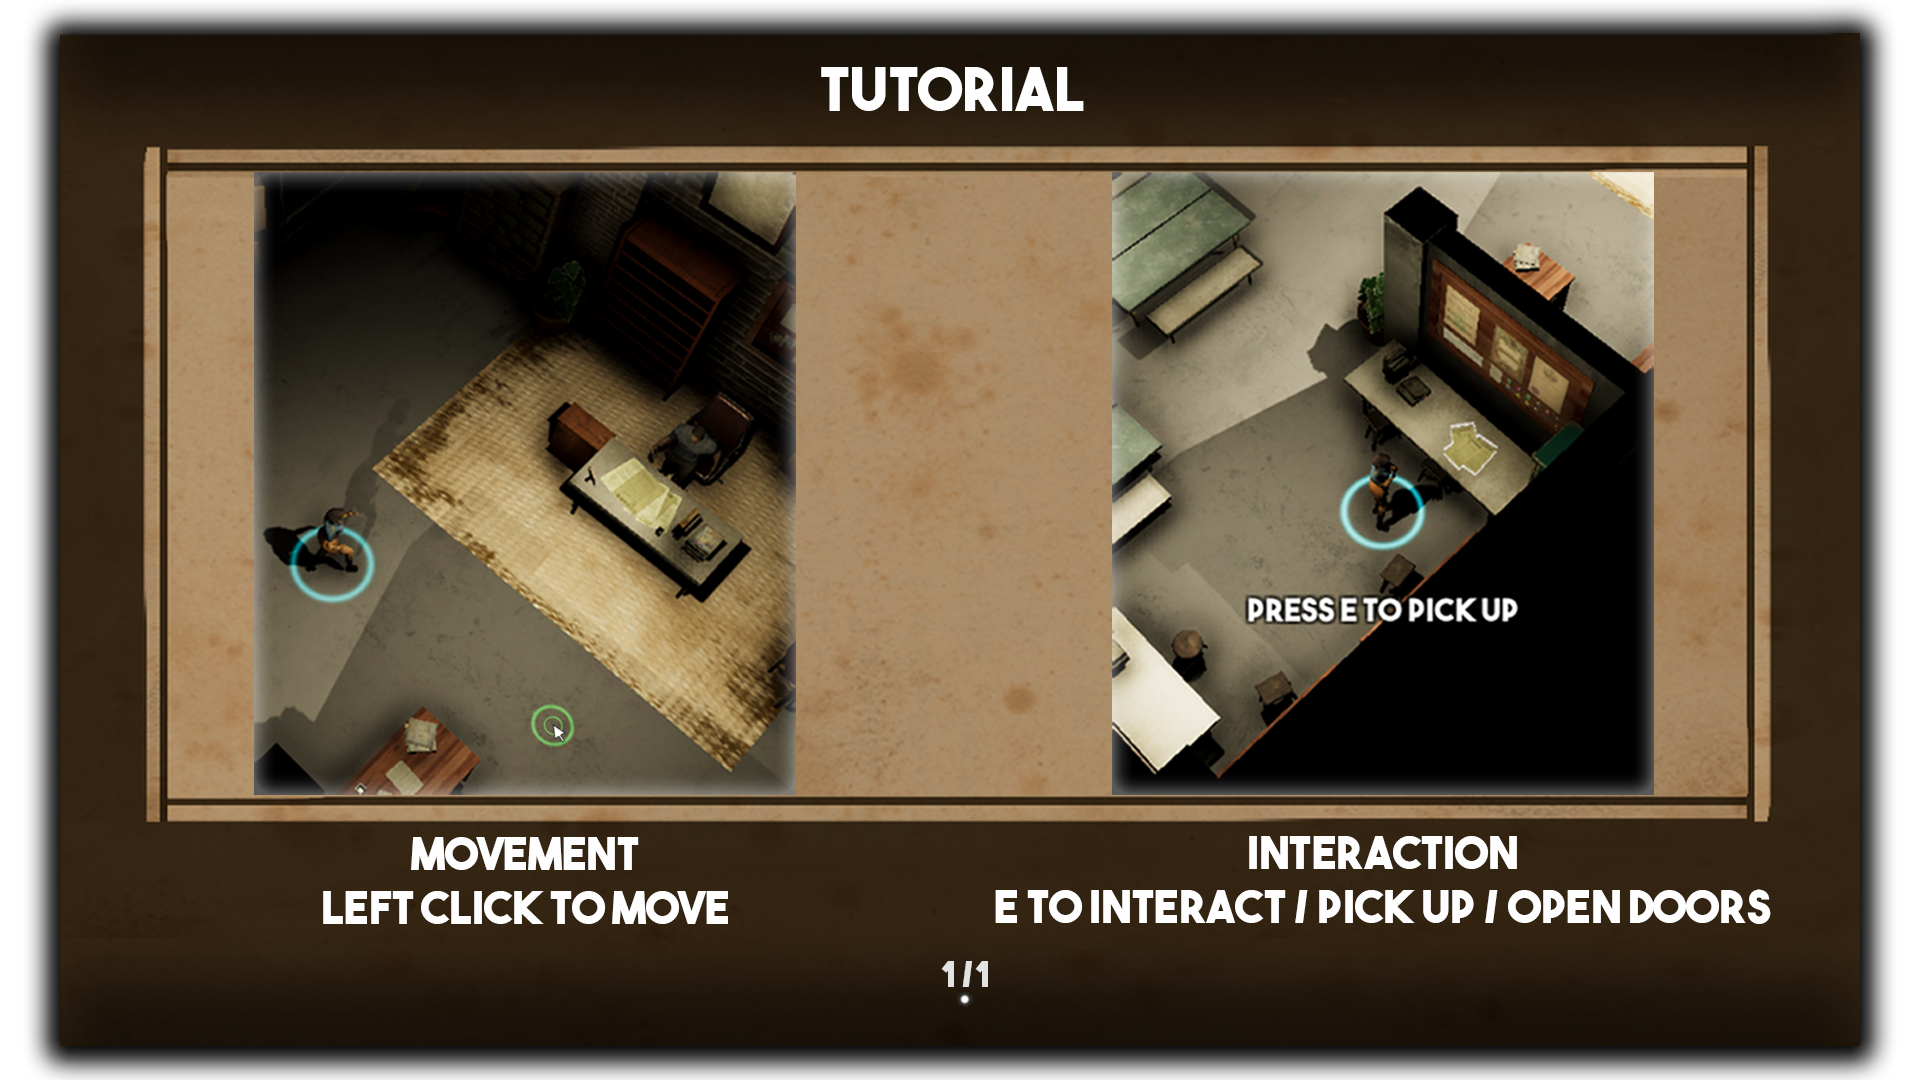 TUTORIAL
PRESS E TO PICK UP
MOVEMENT
LEFT CLICK TO MOVE
INTERACTION
E TO INTERACT / PICK UP / OPEN DOORS
1/1